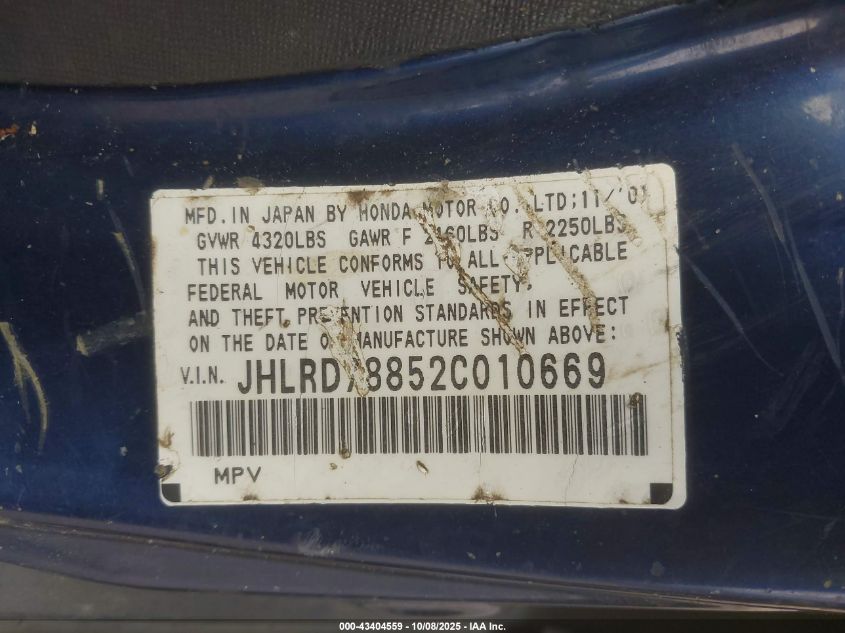 MFD. IN JAPAN BY HONDA MOTOR CO., LTD; 11/'01
GVWR 4320LBS GAWR F 2160LBS R 2250LBS
THIS VEHICLE CONFORMS TO ALL APPLICABLE
FEDERAL MOTOR VEHICLE SAFETY,
AND THEFT PREVENTION STANDARDS IN EFFECT
ON THE DATE OF MANUFACTURE SHOWN ABOVE:
V.I.N. JHLRD78852C010669
MPV
000-43404559 - 10/08/2025 - IAA Inc.